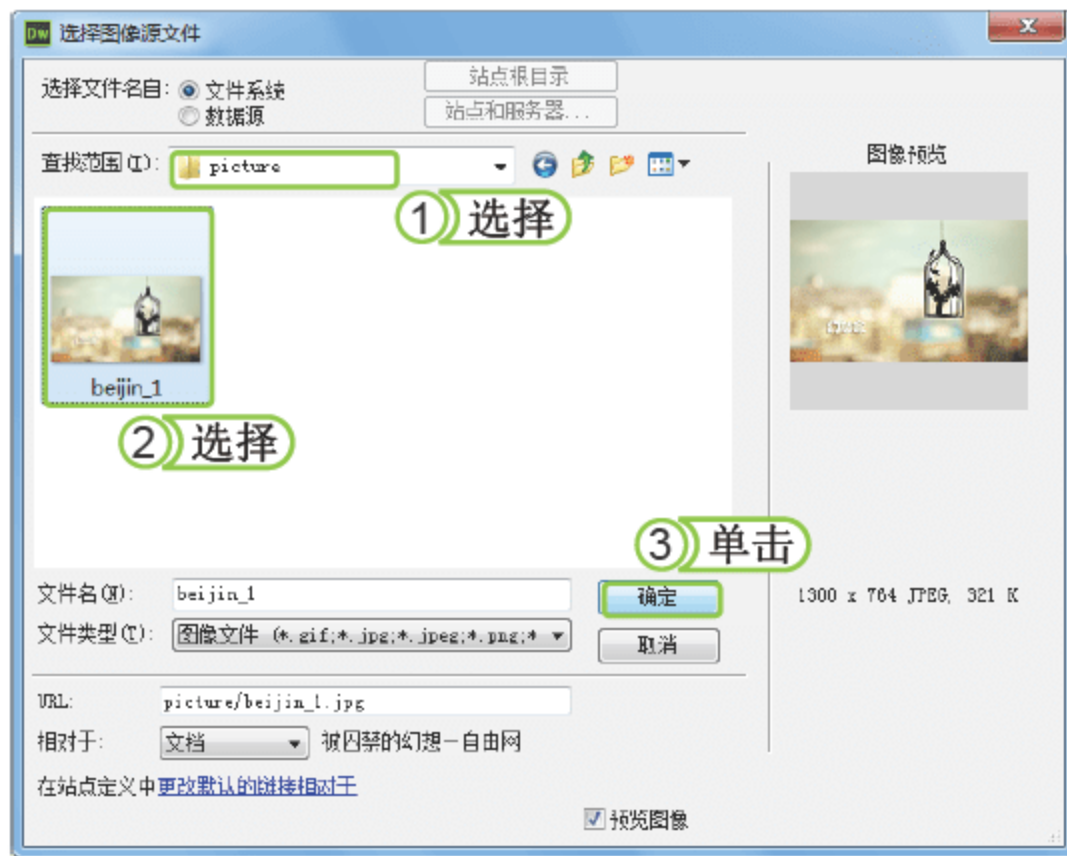 Dw 选择图像源文件
选择文件名自: 文件系统 站点根目录
数据源 站点和服务器...
查找范围(I): picture
图像预览
① 选择
beijin_1
② 选择
③ 单击
文件名(N): beijin_1 确定
1300 x 764 JPEG, 321 K
文件类型(T): 图像文件 (*.gif;*.jpg;*.jpeg;*.png;* 取消
URL: picture/beijin_1.jpg
相对于: 文档 被囚禁的幻想-自由网
在站点定义中更改默认的链接相对于
预览图像